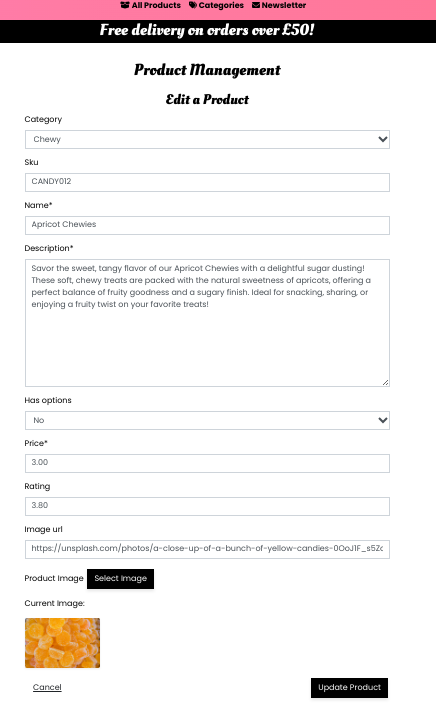 All Products Categories Newsletter
Free delivery on orders over £50!
Product Management
Edit a Product
Category
Chewy
Sku
CANDY012
Name*
Apricot Chewies
Description*
Savor the sweet, tangy flavor of our Apricot Chewies with a delightful sugar dusting!
These soft, chewy treats are packed with the natural sweetness of apricots, offering a
perfect balance of fruity goodness and a sugary finish. Ideal for snacking, sharing, or
enjoying a fruity twist on your favorite treats!
Has options
No
Price*
3.00
Rating
3.80
Image url
https://unsplash.com/photos/a-close-up-of-a-bunch-of-yellow-candies-0OoJ1F_s5Zc
Product Image Select Image
Current Image:
Cancel Update Product